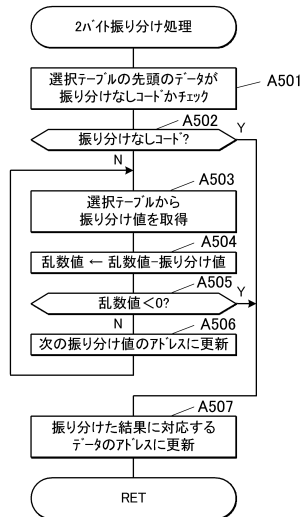 2ﾊﾞｲﾄ振り分け処理
選択ﾃｰﾌﾞﾙの先頭のﾃﾞｰﾀが
振り分けなしｺｰﾄﾞかﾁｪｯｸ
A501
A502
振り分けなしｺｰﾄﾞ?
Y
N
A503
選択ﾃｰﾌﾞﾙから
振り分け値を取得
A504
乱数値 ← 乱数値-振り分け値
A505
乱数値<0?
Y
N
A506
次の振り分け値のｱﾄﾞﾚｽに更新
A507
振り分けた結果に対応する
ﾃﾞｰﾀのｱﾄﾞﾚｽに更新
RET